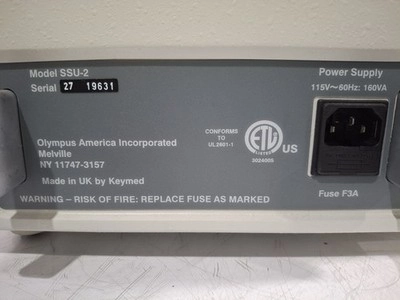 Model SSU-2
Serial 27 19631
Power Supply
115V~60Hz: 160VA
Olympus America Incorporated
Melville
NY 11747-3157
Made in UK by Keymed
CONFORMS
TO
UL2601-1
ETL
LISTED
US
Fuse F3A
WARNING – RISK OF FIRE: REPLACE FUSE AS MARKED